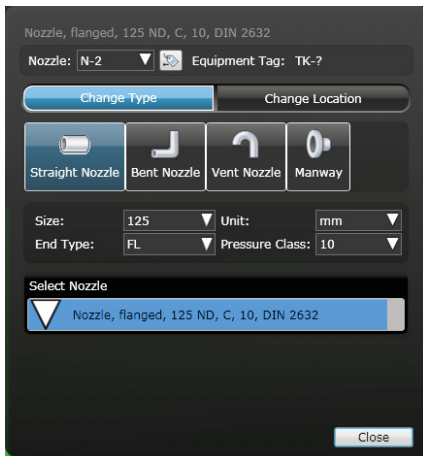 Nozzle, flanged, 125 ND, C, 10, DIN 2632
Nozzle: N-2 Equipment Tag: TK-?
Change Type Change Location
Straight Nozzle Bent Nozzle Vent Nozzle Manway
Size: 125 Unit: mm
End Type: FL Pressure Class: 10
Select Nozzle
Nozzle, flanged, 125 ND, C, 10, DIN 2632
Close